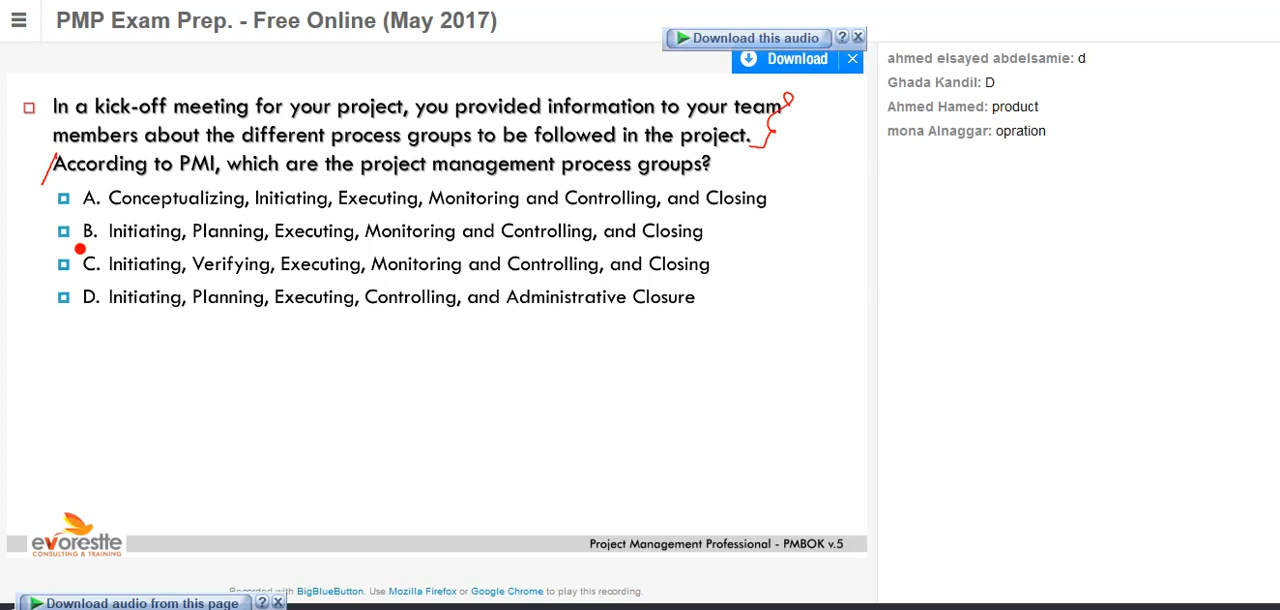 PMP Exam Prep. - Free Online (May 2017)
Download this audio ? X
Download X
In a kick-off meeting for your project, you provided information to your team
members about the different process groups to be followed in the project.
According to PMI, which are the project management process groups?
A. Conceptualizing, Initiating, Executing, Monitoring and Controlling, and Closing
B. Initiating, Planning, Executing, Monitoring and Controlling, and Closing
C. Initiating, Verifying, Executing, Monitoring and Controlling, and Closing
D. Initiating, Planning, Executing, Controlling, and Administrative Closure
ahmed elsayed abdelsamie: d
Ghada Kandil: D
Ahmed Hamed: product
mona Alnaggar: opration
evorestte
CONSULTING & TRAINING
Project Management Professional - PMBOK v.5
Recorded with BigBlueButton. Use Mozilla Firefox or Google Chrome to play this recording.
Download audio from this page ? X